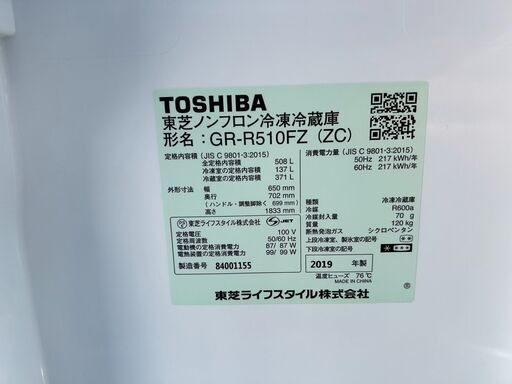 TOSHIBA
東芝ノンフロン冷凍冷蔵庫
形名：GR-R510FZ (ZC)
定格内容積 (JIS C 9801-3:2015)
全定格内容積 508 L
冷凍室の定格内容積 137 L
冷蔵室の定格内容積 371 L
外形寸法 幅 650 mm
奥行 702 mm
(ハンドル・調整脚除く 699 mm)
高さ 1833 mm
東芝ライフスタイル株式会社 JET
定格電圧 100 V
定格周波数 50/60 Hz
電動機の定格消費電力 87/ 87 W
電熱装置の定格消費電力 99/ 99 W
製造番号 84001155
消費電力量 (JIS C 9801-3:2015)
50Hz 217 kWh/年
60Hz 217 kWh/年
種類 冷凍冷蔵庫
冷媒 R600a
冷媒封入量 70 g
質量 120 kg
断熱発泡ガス シクロペンタン
上段冷凍室、製氷室の記号
下段冷凍室の記号
2019 年製
温度ヒューズ 76℃
MADE IN CHINA
東芝ライフスタイル株式会社